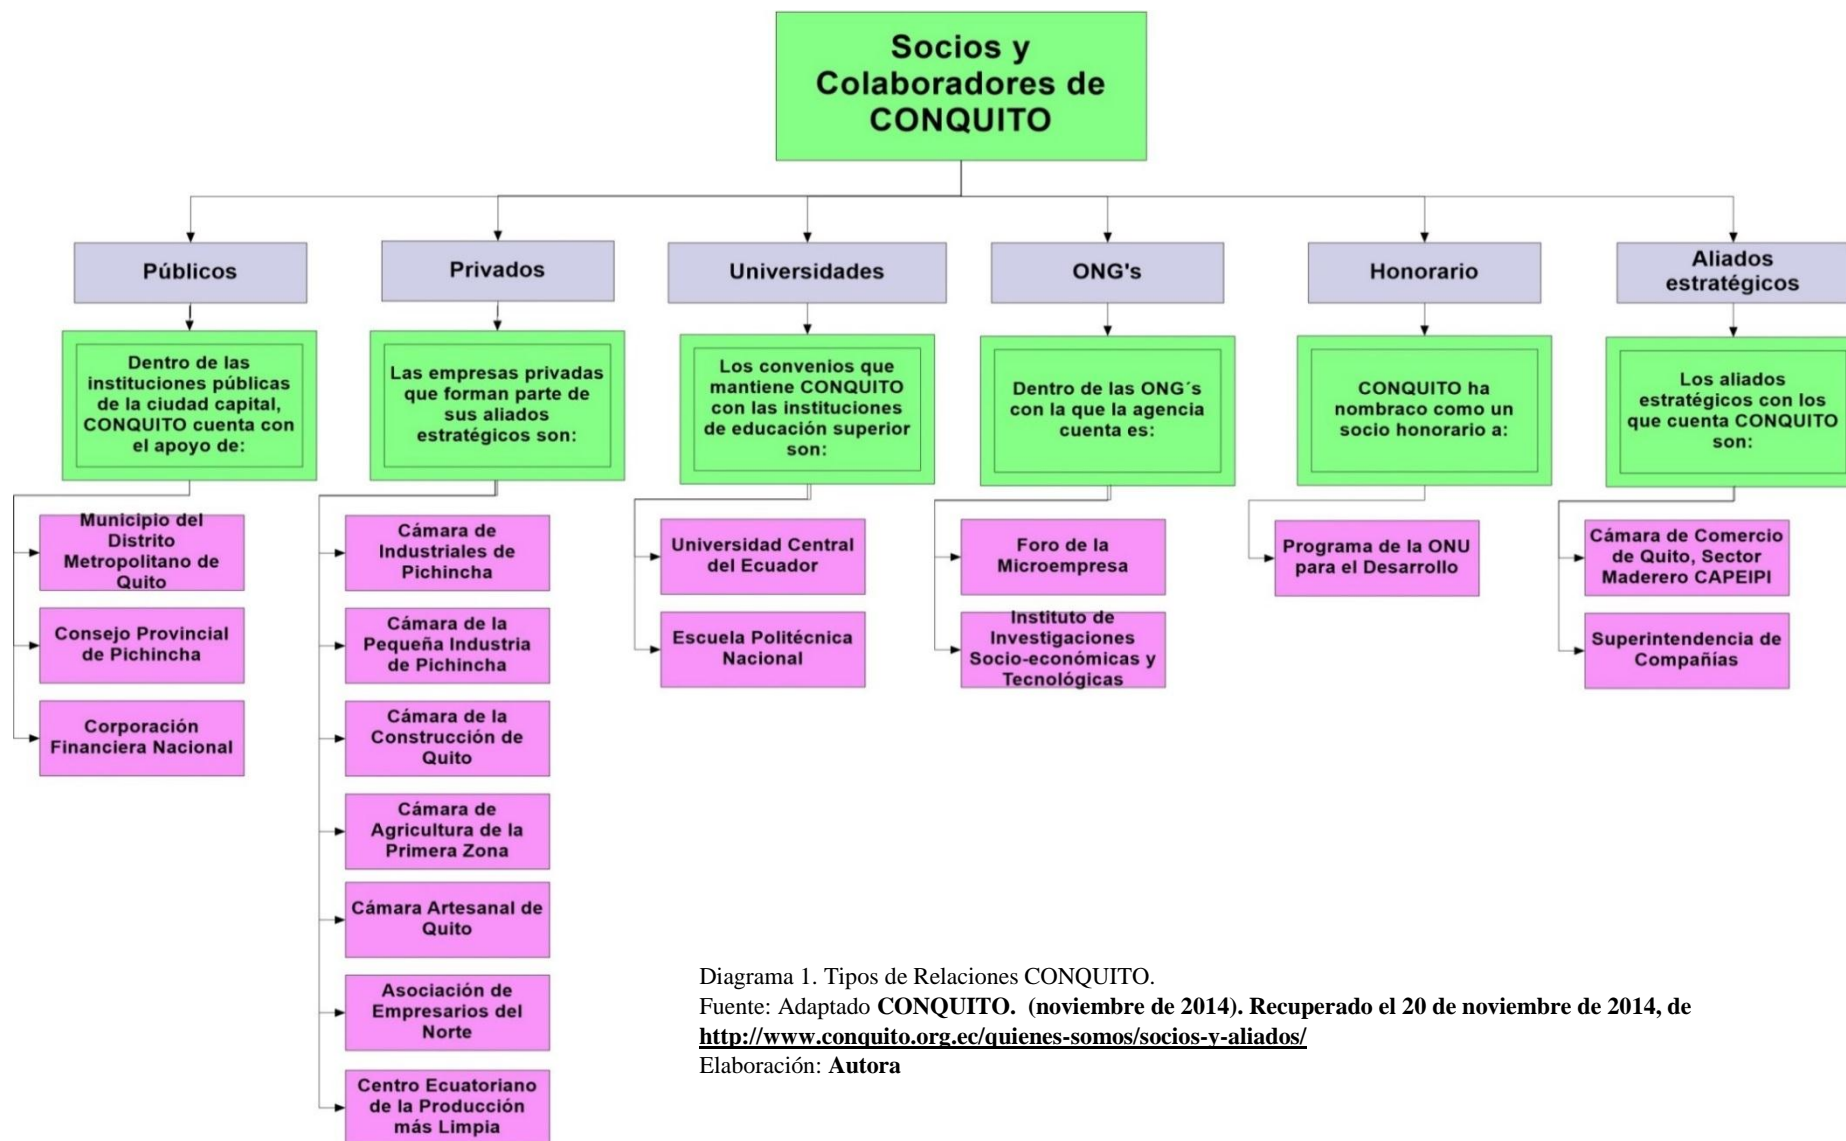 Socios y
Colaboradores de
CONQUITO
Públicos
Privados
Universidades
ONG's
Honorario
Aliados
estratégicos
Dentro de las
instituciones públicas
de la ciudad capital,
CONQUITO cuenta con
el apoyo de:
Las empresas privadas
que forman parte de
sus aliados
estratégicos son:
Los convenios que
mantiene CONQUITO
con las instituciones
de educación superior
son:
Dentro de las ONG´s
con la que la agencia
cuenta es:
CONQUITO ha
nombraco como un
socio honorario a:
Los aliados
estratégicos con los
que cuenta CONQUITO
son:
Municipio del
Distrito
Metropolitano de
Quito
Consejo Provincial
de Pichincha
Corporación
Financiera Nacional
Cámara de
Industriales de
Pichincha
Cámara de la
Pequeña Industria
de Pichincha
Cámara de la
Construcción de
Quito
Cámara de
Agricultura de la
Primera Zona
Cámara Artesanal de
Quito
Asociación de
Empresarios del
Norte
Centro Ecuatoriano
de la Producción
más Limpia
Universidad Central
del Ecuador
Escuela Politécnica
Nacional
Foro de la
Microempresa
Instituto de
Investigaciones
Socio-económicas y
Tecnológicas
Programa de la ONU
para el Desarrollo
Cámara de Comercio
de Quito, Sector
Maderero CAPEIPI
Superintendencia de
Compañías
Diagrama 1. Tipos de Relaciones CONQUITO.
Fuente: Adaptado CONQUITO. (noviembre de 2014). Recuperado el 20 de noviembre de 2014, de
http://www.conquito.org.ec/quienes-somos/socios-y-aliados/
Elaboración: Autora